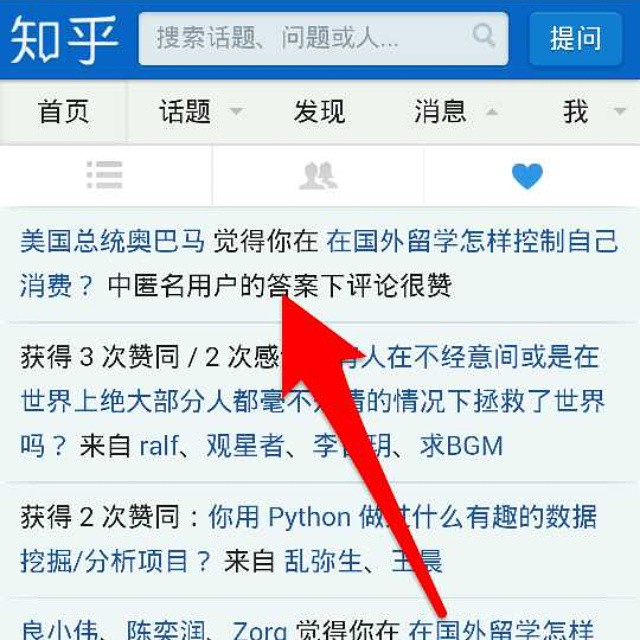 知乎 搜索话题、问题或人... 提问
首页 话题 发现 消息 我
美国总统奥巴马 觉得你在 在国外留学怎样控制自己
消费？ 中匿名用户的答案下评论很赞
获得 3 次赞同 / 2 次感 人在不经意间或是在
世界上绝大部分人都毫不 情的情况下拯救了世界
吗？ 来自 ralf、观星者、李 玥、求BGM
获得 2 次赞同：你用 Python 做 什么有趣的数据
挖掘/分析项目？ 来自 乱弥生、王晨
良小伟、陈奕润、Zorg 觉得你在 在国外留学怎样